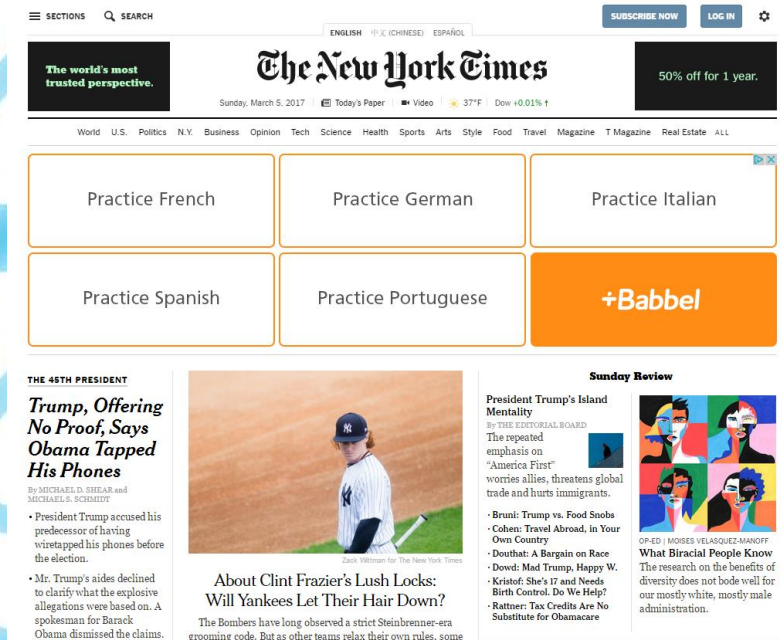 SECTIONS
SEARCH
SUBSCRIBE NOW
LOG IN
ENGLISH 中文 (CHINESE) ESPAÑOL
The world's most
trusted perspective.
The New York Times
50% off for 1 year.
Sunday, March 5, 2017
Today's Paper
Video
37°F
Dow +0.01% ↑
World U.S. Politics N.Y. Business Opinion Tech Science Health Sports Arts Style Food Travel Magazine T Magazine Real Estate ALL
Practice French
Practice German
Practice Italian
Practice Spanish
Practice Portuguese
+Babbel
THE 45TH PRESIDENT
Trump, Offering
No Proof, Says
Obama Tapped
His Phones
By MICHAEL D. SHEAR and
MICHAEL S. SCHMIDT
• President Trump accused his
predecessor of having
wiretapped his phones before
the election.
• Mr. Trump's aides declined
to clarify what the explosive
allegations were based on. A
spokesman for Barack
Obama dismissed the claims.
NY
Zack Wittman for The New York Times
About Clint Frazier's Lush Locks:
Will Yankees Let Their Hair Down?
The Bombers have long observed a strict Steinbrenner-era
grooming code. But as other teams relax their own rules, some
Sunday Review
President Trump's Island
Mentality
By THE EDITORIAL BOARD
The repeated
emphasis on
“America First”
worries allies, threatens global
trade and hurts immigrants.
· Bruni: Trump vs. Food Snobs
· Cohen: Travel Abroad, in Your
Own Country
· Douthat: A Bargain on Race
· Dowd: Mad Trump, Happy W.
· Kristof: She's 17 and Needs
Birth Control. Do We Help?
· Rattner: Tax Credits Are No
Substitute for Obamacare
OP-ED | MOISES VELASQUEZ-MANOFF
What Biracial People Know
The research on the benefits of
diversity does not bode well for
our mostly white, mostly male
administration.